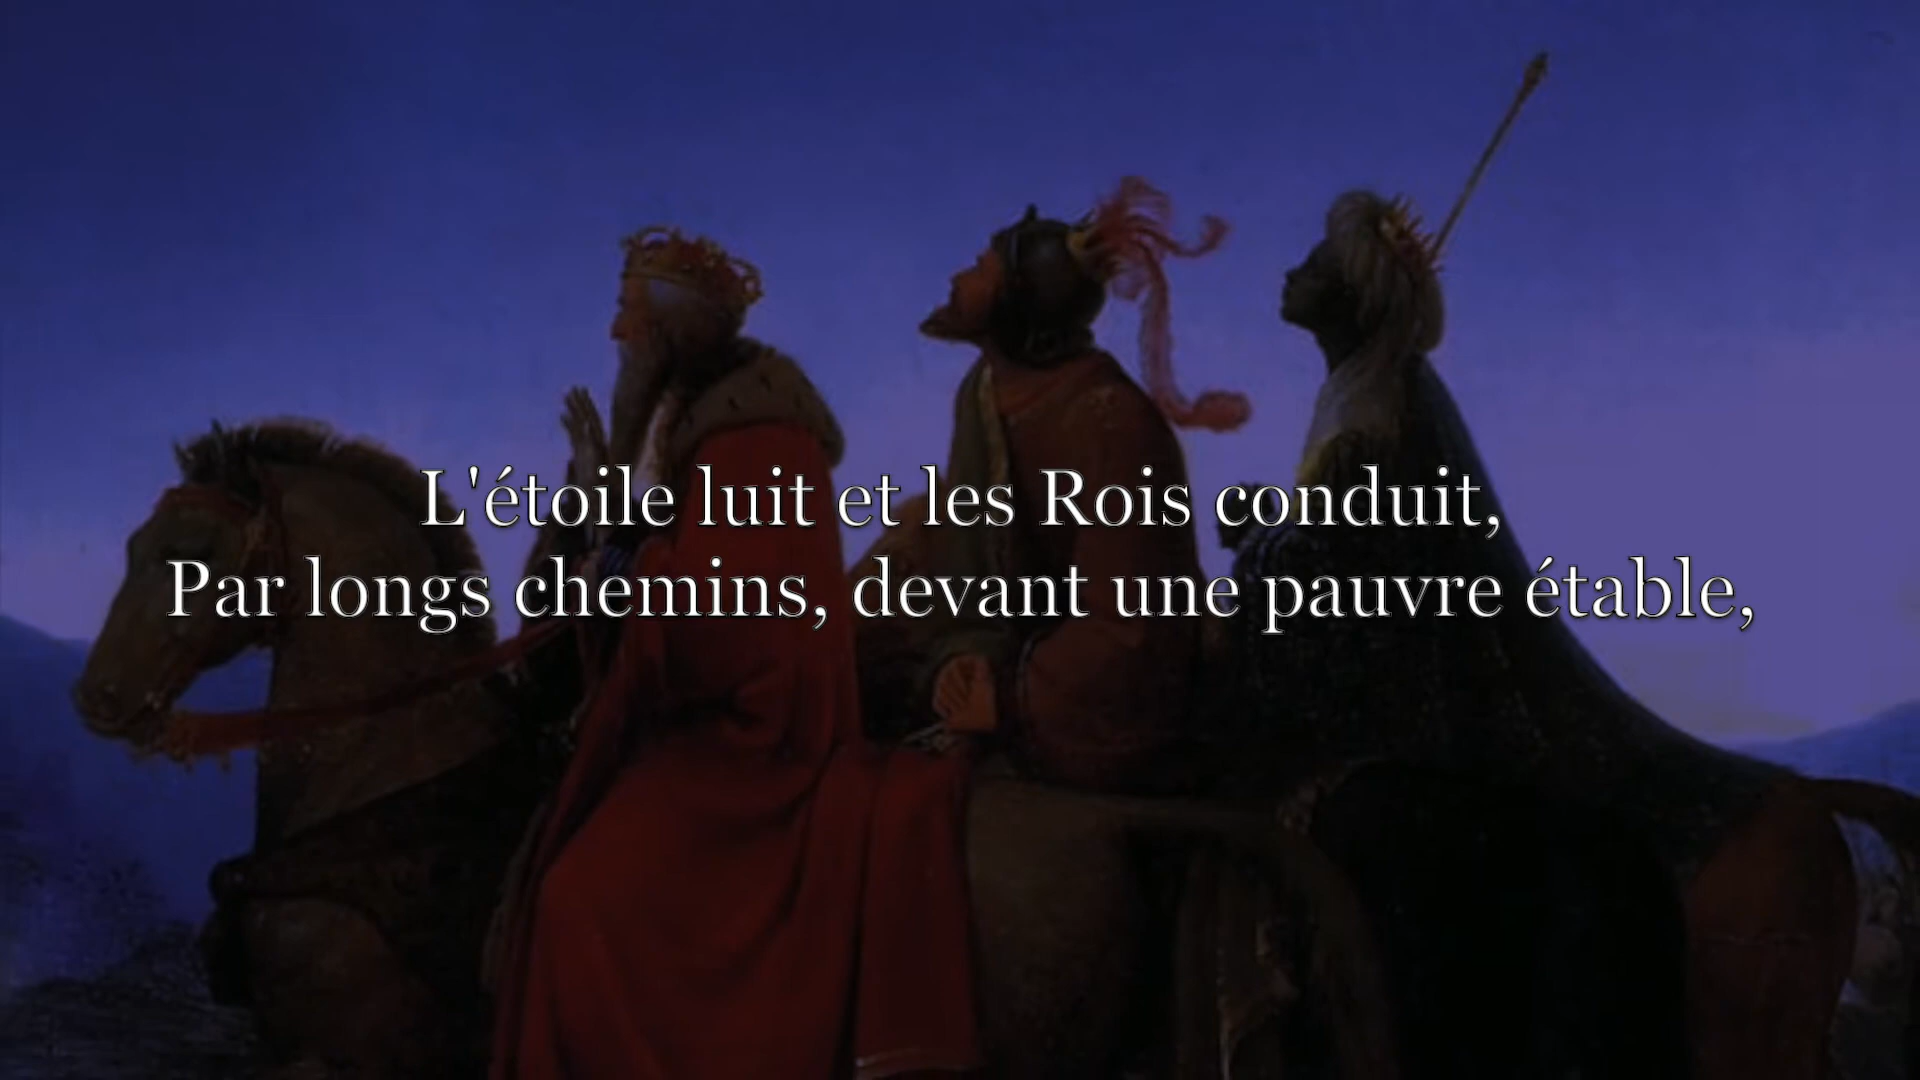 L'étoile luit et les Rois conduit,
Par longs chemins, devant une pauvre étable,